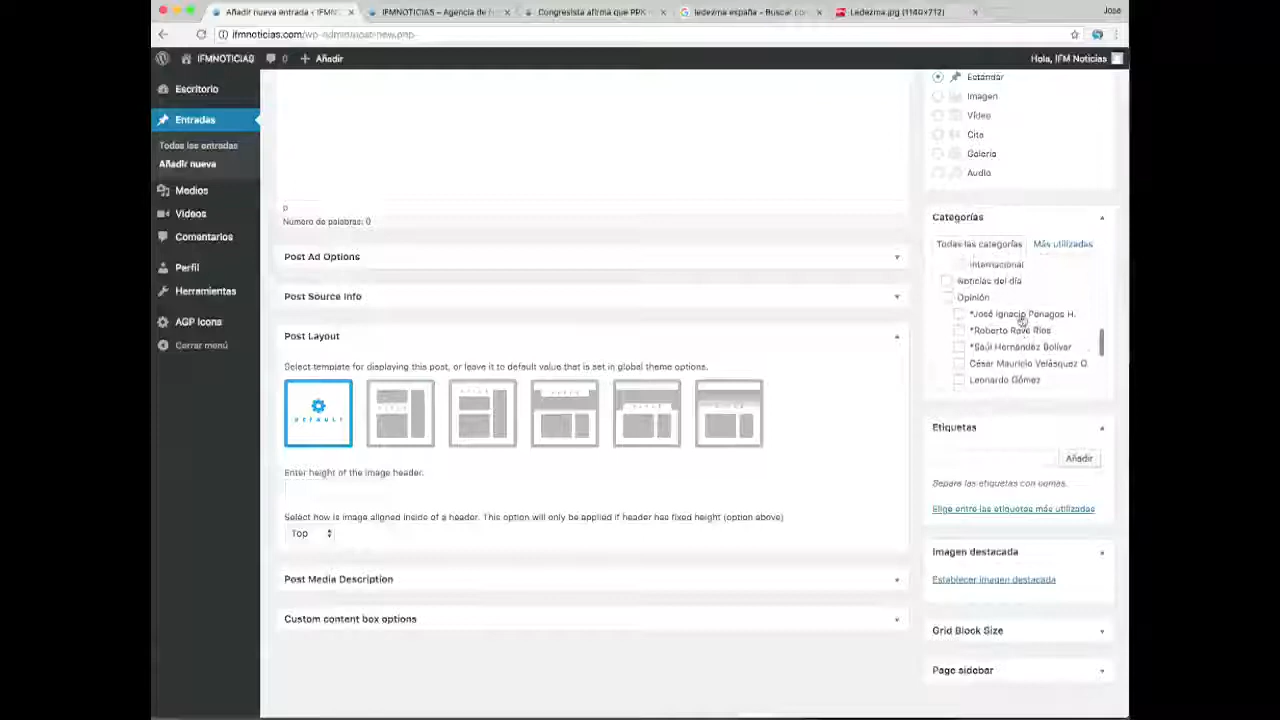 Añadir nueva entrada ‹ IFMN
IFMNOTICIAS – Agencia de
Congresista afirma que PPK
ledezma españa - Buscar con
Ledezma.jpg (1140×712)
Jose
ifmnoticias.com/wp-admin/post-new.php
IFMNOTICIAS
0
Añadir
Hola, IFM Noticias
Escritorio
Entradas
Todas las entradas
Añadir nueva
Medios
Videos
Comentarios
Perfil
Herramientas
AGP Icons
Cerrar menú
p
Número de palabras: 0
Post Ad Options
Post Source Info
Post Layout
Select template for displaying this post, or leave it to default value that is set in global theme options.
DEFAULT
Enter height of the image header.
Select how is image aligned inside of a header. This option will only be applied if header has fixed height (option above)
Top
Post Media Description
Custom content box options
Estándar
Imagen
Vídeo
Cita
Galería
Audio
Categorías
Todas las categorías
Más utilizadas
Internacional
Noticias del día
Opinión
*José Ignacio Penagos H.
*Roberto Rave Ríos
*Saúl Hernández Bolívar
César Mauricio Velásquez O
Leonardo Gómez
Etiquetas
Añadir
Separa las etiquetas con comas.
Elige entre las etiquetas más utilizadas
Imagen destacada
Establecer imagen destacada
Grid Block Size
Page sidebar